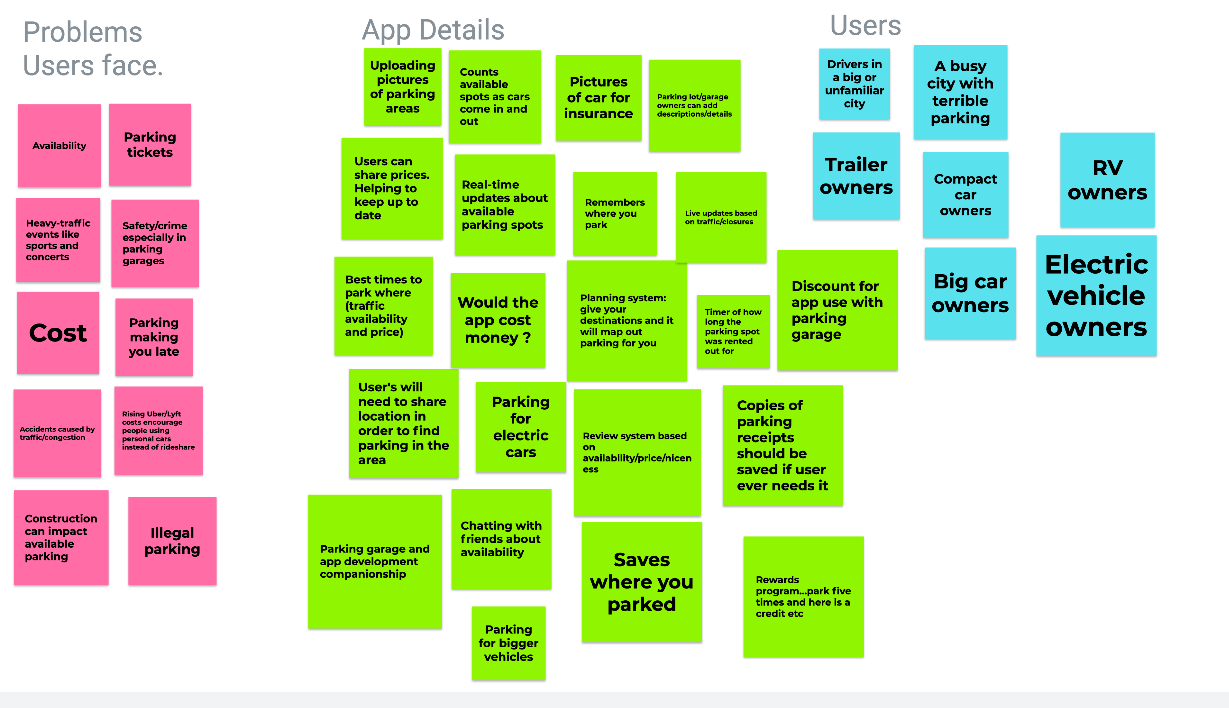 Problems
Users face.
Availability
Parking
tickets
Heavy-traffic
events like
sports and
concerts
Safety/crime
especially in
parking
garages
Cost
Parking
making
you late
Accidents caused by
traffic/congestion
Rising Uber/Lyft
costs encourage
people using
personal cars
instead of rideshare
Construction
can impact
available
parking
Illegal
parking
App Details
Uploading
pictures
of parking
areas
Counts
available
spots as cars
come in and
out
Pictures
of car for
insurance
Parking lot/garage
owners can add
descriptions/details
Users can
share prices.
Helping to
keep up to
date
Real-time
updates about
available
parking spots
Remembers
where you
park
Live updates based
on traffic/closures
Best times to
park where
(traffic
availability
and price)
Would the
app cost
money ?
Planning system:
give your
destinations and it
will map out
parking for you
Timer of how
long the
parking spot
was rented
out for
Discount for
app use with
parking
garage
User's will
need to share
location in
order to find
parking in the
area
Parking
for
electric
cars
Review system based
on
availability/price/nicen
ess
Copies of
parking
receipts
should be
saved if user
ever needs it
Parking garage and
app development
companionship
Chatting with
friends about
availability
Saves
where you
parked
Rewards
program...park five
times and here is a
credit etc
Parking
for bigger
vehicles
Users
Drivers in
a big or
unfamiliar
city
A busy
city with
terrible
parking
Trailer
owners
Compact
car
owners
RV
owners
Big car
owners
Electric
vehicle
owners